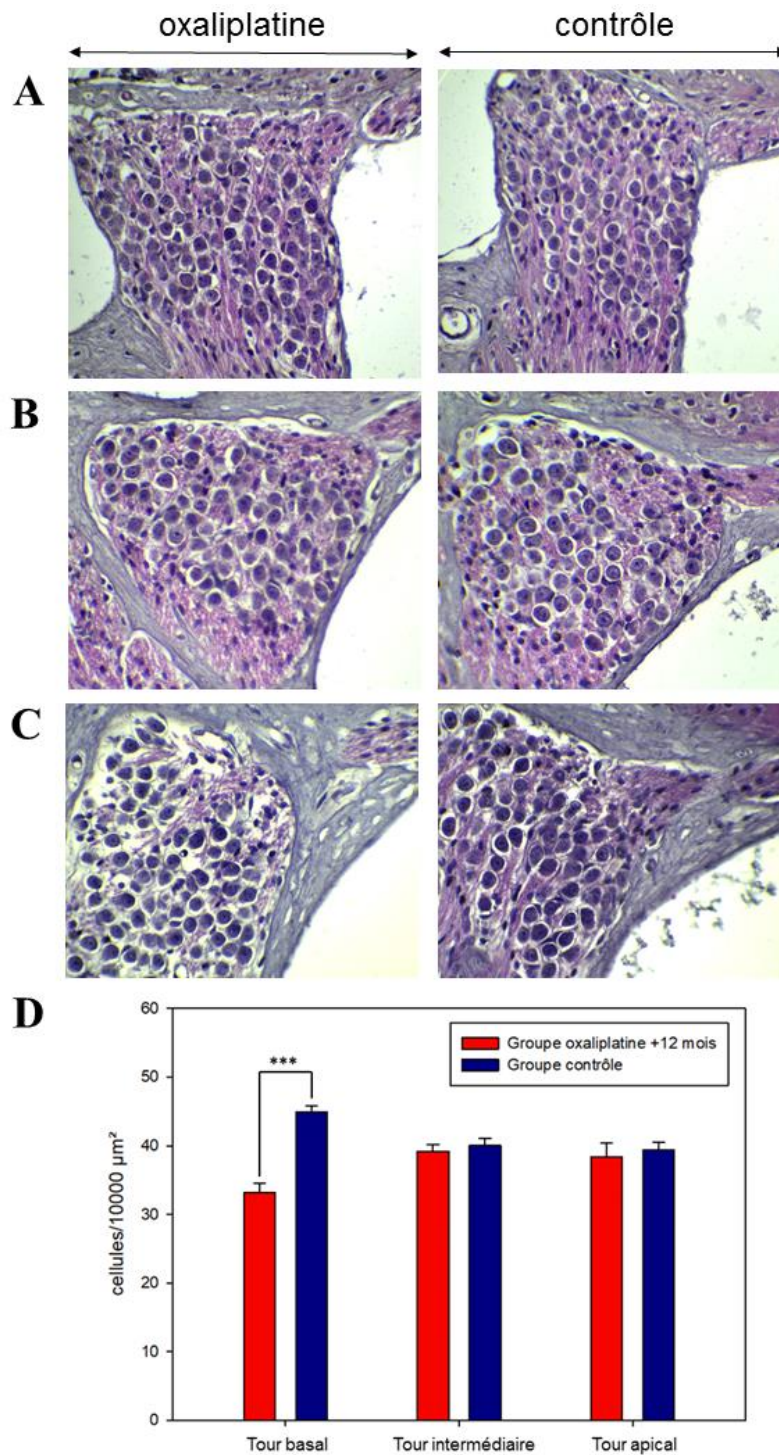 oxaliplatine contrôle
A
B
C
D
60
50
40
30
20
10
0
cellules/10000 µm²
***
Groupe oxaliplatine +12 mois
Groupe contrôle
Tour basal Tour intermédiaire Tour apical